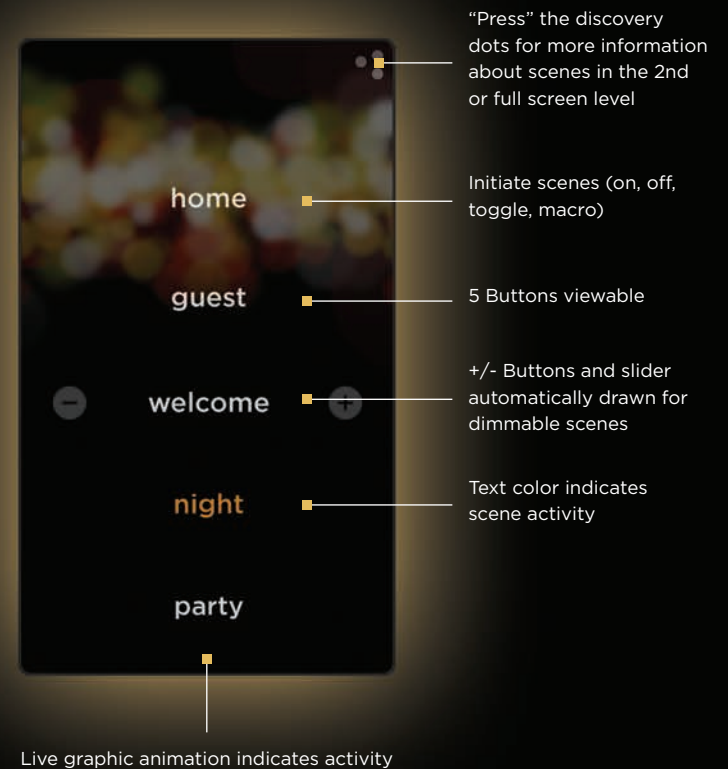 “Press” the discovery
dots for more information
about scenes in the 2nd
or full screen level
home
Initiate scenes (on, off,
toggle, macro)
guest
5 Buttons viewable
− welcome +
+/- Buttons and slider
automatically drawn for
dimmable scenes
night
Text color indicates
scene activity
party
Live graphic animation indicates activity